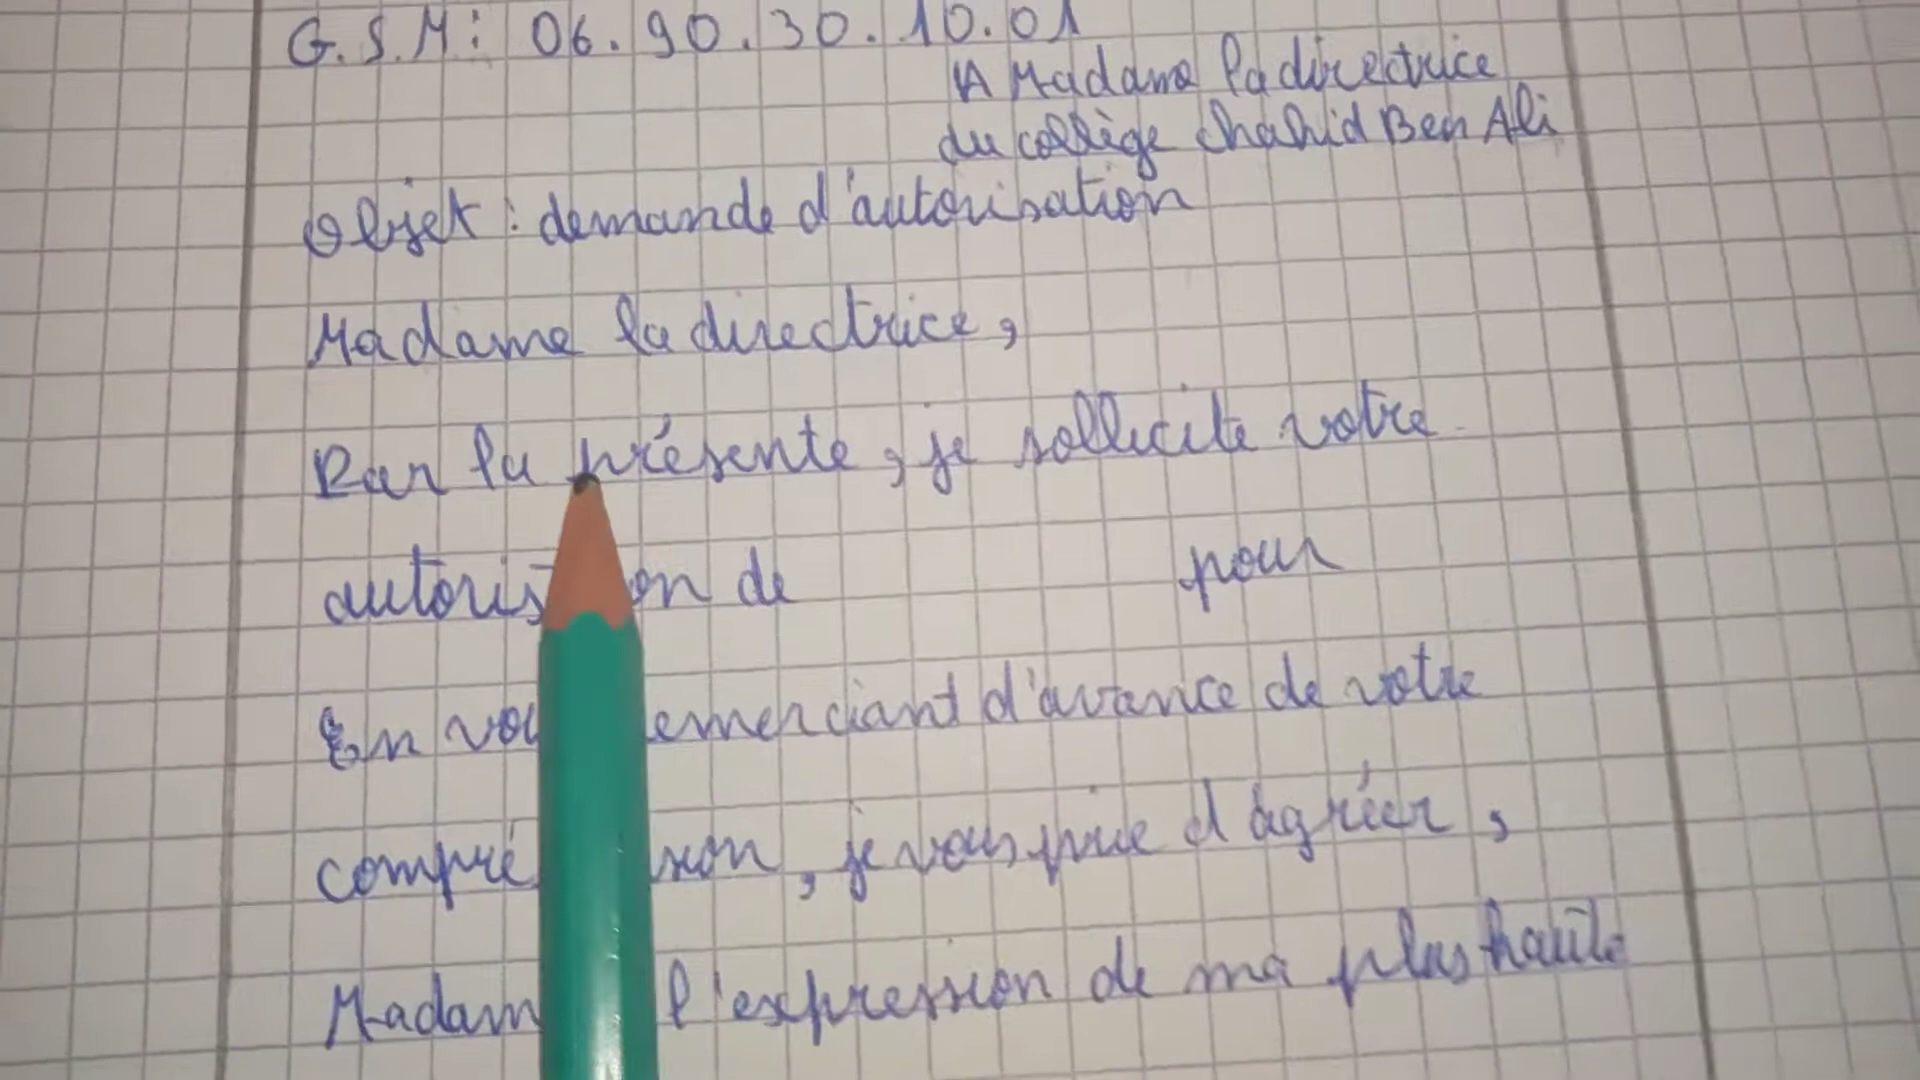 G.S.M: 06.90.30.10.01
A Madame la directrice
du collège Chahid Ben Ali
Objet : demande d'autorisation
Madame la directrice,
Par la présente, je sollicite votre
autoris on de pour
En vou emerciant d'avance de votre
compré sion, je vous prie d'agréer,
Madam l'expression de ma plus haute